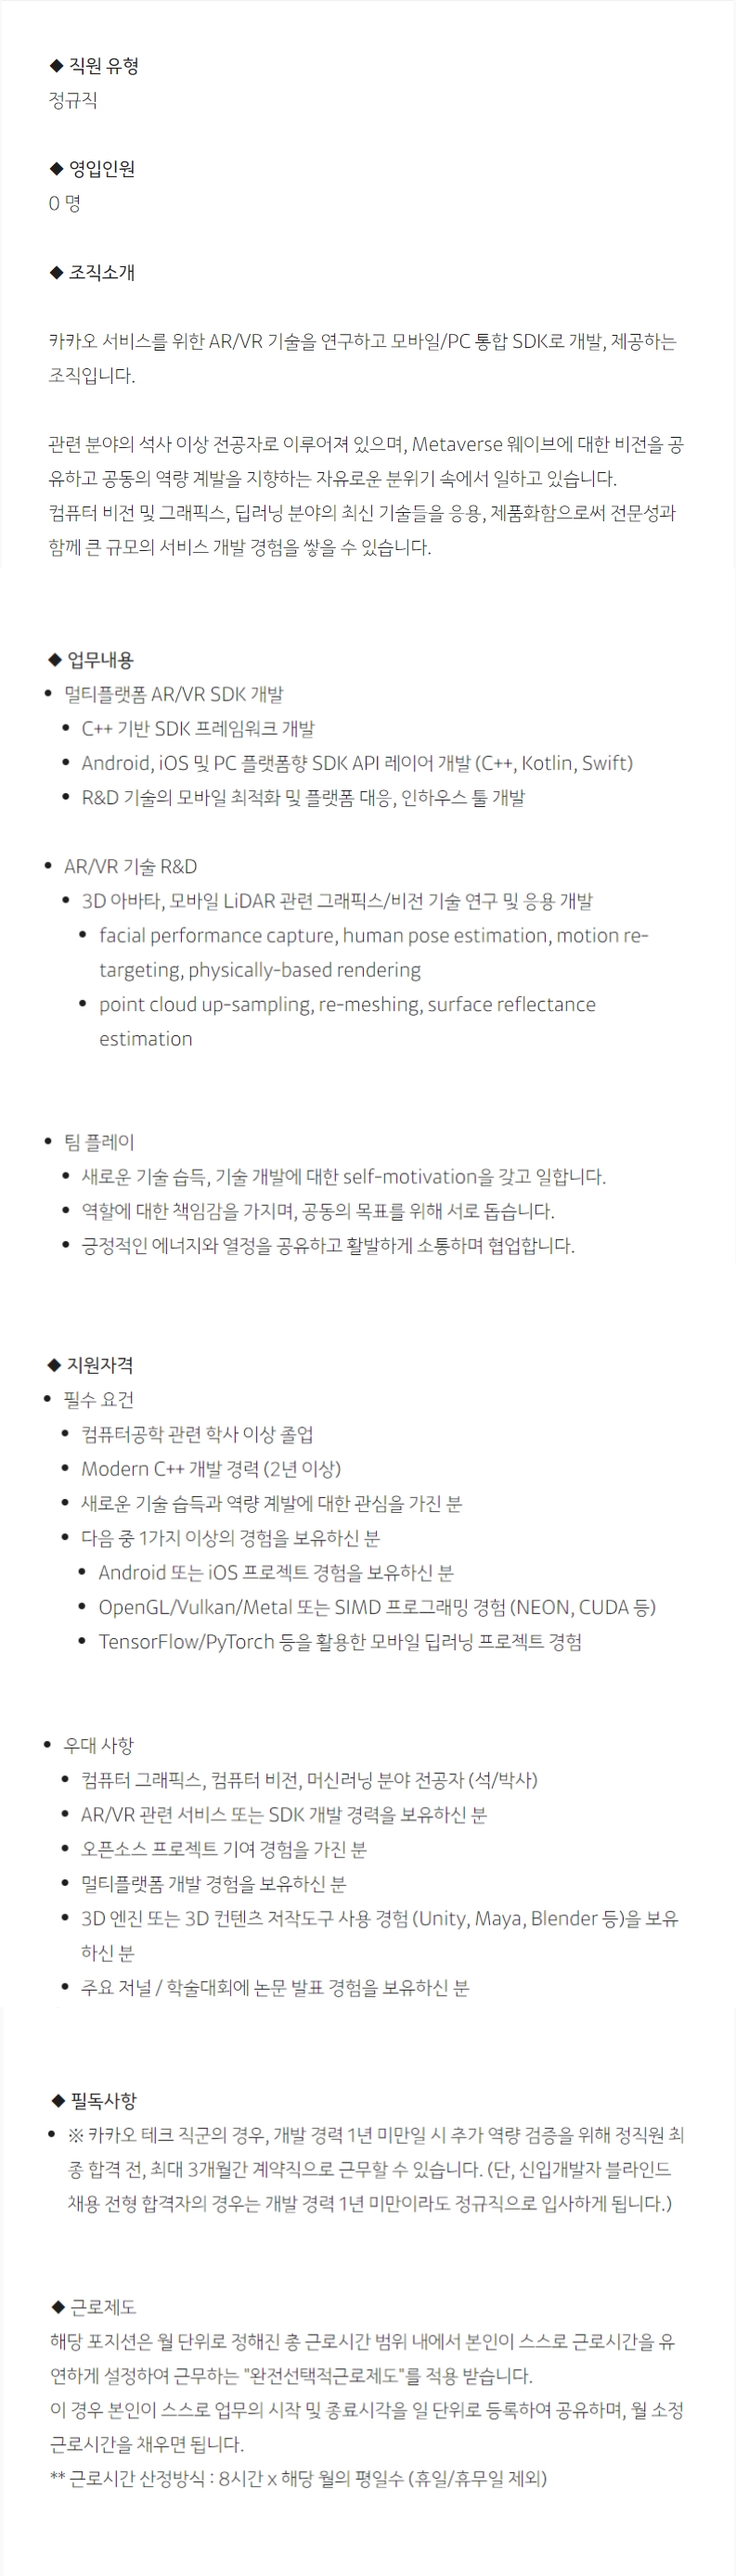 ◆ 직원 유형
정규직
◆ 영입인원
0 명
◆ 조직소개
카카오 서비스를 위한 AR/VR 기술을 연구하고 모바일/PC 통합 SDK로 개발, 제공하는
조직입니다.
관련 분야의 석사 이상 전공자로 이루어져 있으며, Metaverse 웨이브에 대한 비전을 공
유하고 공동의 역량 계발을 지향하는 자유로운 분위기 속에서 일하고 있습니다.
컴퓨터 비전 및 그래픽스, 딥러닝 분야의 최신 기술들을 응용, 제품화함으로써 전문성과
함께 큰 규모의 서비스 개발 경험을 쌓을 수 있습니다.
◆ 업무내용
• 멀티플랫폼 AR/VR SDK 개발
• C++ 기반 SDK 프레임워크 개발
• Android, iOS 및 PC 플랫폼향 SDK API 레이어 개발 (C++, Kotlin, Swift)
• R&D 기술의 모바일 최적화 및 플랫폼 대응, 인하우스 툴 개발
• AR/VR 기술 R&D
• 3D 아바타, 모바일 LiDAR 관련 그래픽스/비전 기술 연구 및 응용 개발
• facial performance capture, human pose estimation, motion re-
targeting, physically-based rendering
• point cloud up-sampling, re-meshing, surface reflectance
estimation
• 팀 플레이
• 새로운 기술 습득, 기술 개발에 대한 self-motivation을 갖고 일합니다.
• 역할에 대한 책임감을 가지며, 공동의 목표를 위해 서로 돕습니다.
• 긍정적인 에너지와 열정을 공유하고 활발하게 소통하며 협업합니다.
◆ 지원자격
• 필수 요건
• 컴퓨터공학 관련 학사 이상 졸업
• Modern C++ 개발 경력 (2년 이상)
• 새로운 기술 습득과 역량 계발에 대한 관심을 가진 분
• 다음 중 1가지 이상의 경험을 보유하신 분
• Android 또는 iOS 프로젝트 경험을 보유하신 분
• OpenGL/Vulkan/Metal 또는 SIMD 프로그래밍 경험 (NEON, CUDA 등)
• TensorFlow/PyTorch 등을 활용한 모바일 딥러닝 프로젝트 경험
• 우대 사항
• 컴퓨터 그래픽스, 컴퓨터 비전, 머신러닝 분야 전공자 (석/박사)
• AR/VR 관련 서비스 또는 SDK 개발 경력을 보유하신 분
• 오픈소스 프로젝트 기여 경험을 가진 분
• 멀티플랫폼 개발 경험을 보유하신 분
• 3D 엔진 또는 3D 컨텐츠 저작도구 사용 경험 (Unity, Maya, Blender 등)을 보유
하신 분
• 주요 저널 / 학술대회에 논문 발표 경험을 보유하신 분
◆ 필독사항
• ※ 카카오 테크 직군의 경우, 개발 경력 1년 미만일 시 추가 역량 검증을 위해 정직원 최
종 합격 전, 최대 3개월간 계약직으로 근무할 수 있습니다. (단, 신입개발자 블라인드
채용 전형 합격자의 경우는 개발 경력 1년 미만이라도 정규직으로 입사하게 됩니다.)
◆ 근로제도
해당 포지션은 월 단위로 정해진 총 근로시간 범위 내에서 본인이 스스로 근로시간을 유
연하게 설정하여 근무하는 "완전선택적근로제도"를 적용 받습니다.
이 경우 본인이 스스로 업무의 시작 및 종료시각을 일 단위로 등록하여 공유하며, 월 소정
근로시간을 채우면 됩니다.
** 근로시간 산정방식 : 8시간 x 해당 월의 평일수 (휴일/휴무일 제외)